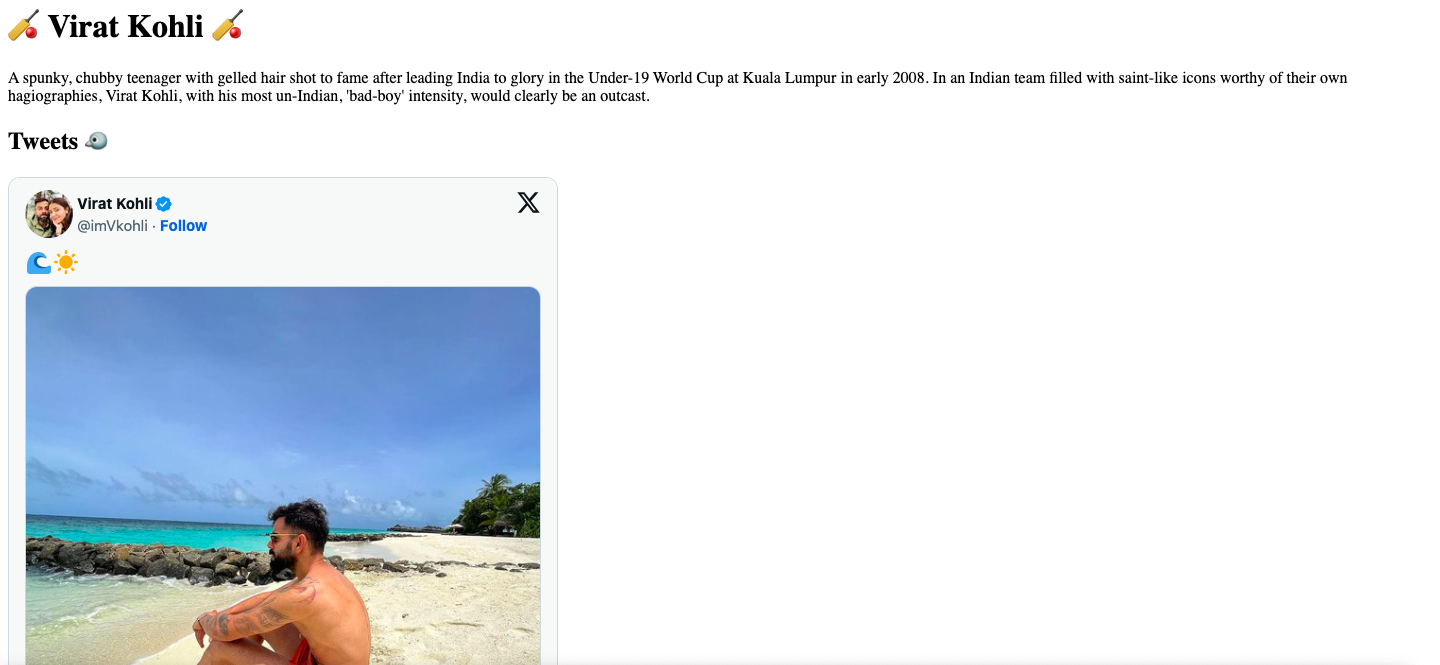 🏏 Virat Kohli 🏏
A spunky, chubby teenager with gelled hair shot to fame after leading India to glory in the Under-19 World Cup at Kuala Lumpur in early 2008. In an Indian team filled with saint-like icons worthy of their own
hagiographies, Virat Kohli, with his most un-Indian, 'bad-boy' intensity, would clearly be an outcast.
Tweets 🐦
Virat Kohli
@imVkohli · Follow
🌊☀️